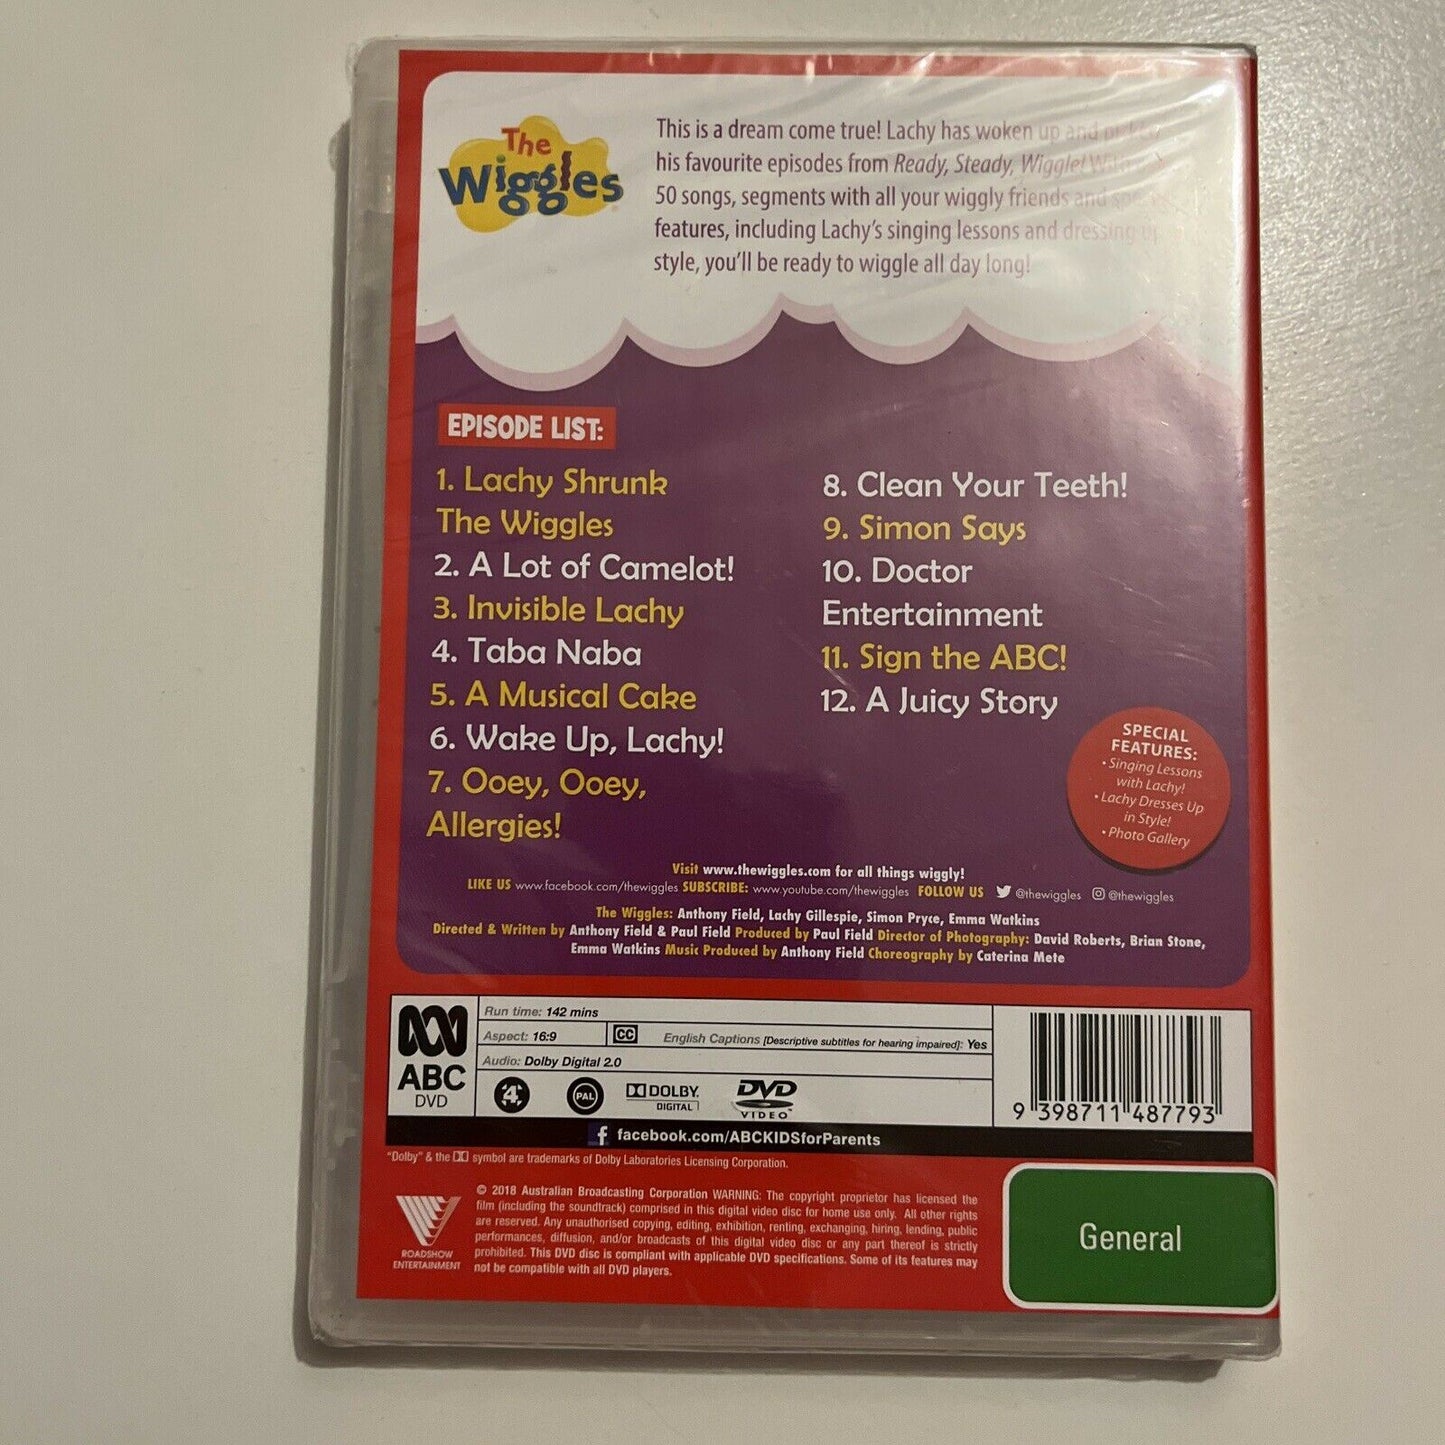 The
Wiggles
This is a dream come true! Lachy has woken up and picked
his favourite episodes from Ready, Steady, Wiggle! With
50 songs, segments with all your wiggly friends and
features, including Lachy's singing lessons and dressing up
style, you'll be ready to wiggle all day long!
EPISODE LIST:
1. Lachy Shrunk
The Wiggles
2. A Lot of Camelot!
3. Invisible Lachy
4. Taba Naba
5. A Musical Cake
6. Wake Up, Lachy!
7. Ooey, Ooey,
Allergies!
8. Clean Your Teeth!
9. Simon Says
10. Doctor
Entertainment
11. Sign the ABC!
12. A Juicy Story
SPECIAL
FEATURES:
• Singing Lessons
with Lachy!
• Lachy Dresses Up
in Style!
• Photo Gallery
Visit www.thewiggles.com for all things wiggly!
LIKE US www.facebook.com/thewiggles SUBSCRIBE: www.youtube.com/thewiggles FOLLOW US @thewiggles @thewiggles
The Wiggles: Anthony Field, Lachy Gillespie, Simon Pryce, Emma Watkins
Directed & Written by Anthony Field & Paul Field Produced by Paul Field Director of Photography: David Roberts, Brian Stone,
Emma Watkins Music Produced by Anthony Field Choreography by Caterina Mete
ABC
DVD
Run time: 142 mins
Aspect: 16:9 CC English Captions [Descriptive subtitles for hearing impaired]: Yes
Audio: Dolby Digital 2.0
4 PAL DOLBY DIGITAL DVD VIDEO
9 398711 487793
f facebook.com/ABCKIDSforParents
"Dolby" & the symbol are trademarks of Dolby Laboratories Licensing Corporation.
ROADSHOW
ENTERTAINMENT
© 2018 Australian Broadcasting Corporation WARNING: The copyright proprietor has licensed the
film (including the soundtrack) comprised in this digital video disc for home use only. All other rights
are reserved. Any unauthorised copying, editing, exhibition, renting, exchanging, hiring, lending, public
performances, diffusion, and/or broadcasts of this digital video disc or any part thereof is strictly
prohibited. This DVD disc is compliant with applicable DVD specifications. Some of its features may
not be compatible with all DVD players.
General